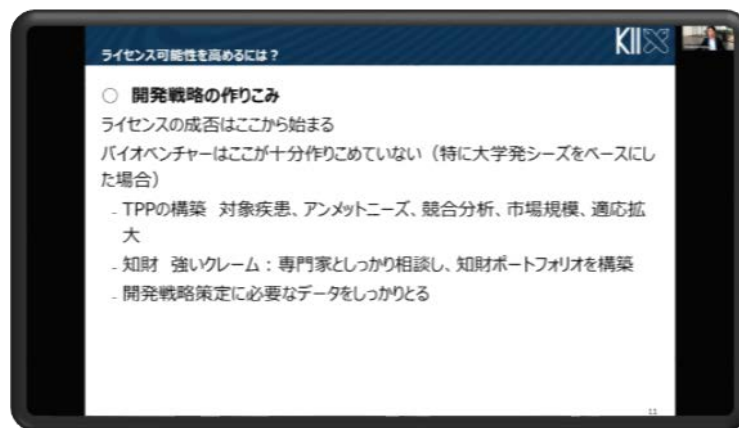 ライセンス可能性を高めるには？
KII
○ 開発戦略の作りこみ
ライセンスの成否はここから始まる
バイオベンチャーはここが十分作りこめていない（特に大学発シーズをベースにし
た場合）
- TPPの構築 対象疾患、アンメットニーズ、競合分析、市場規模、適応拡
大
- 知財 強いクレーム：専門家としっかり相談し、知財ポートフォリオを構築
- 開発戦略策定に必要なデータをしっかりとる
11